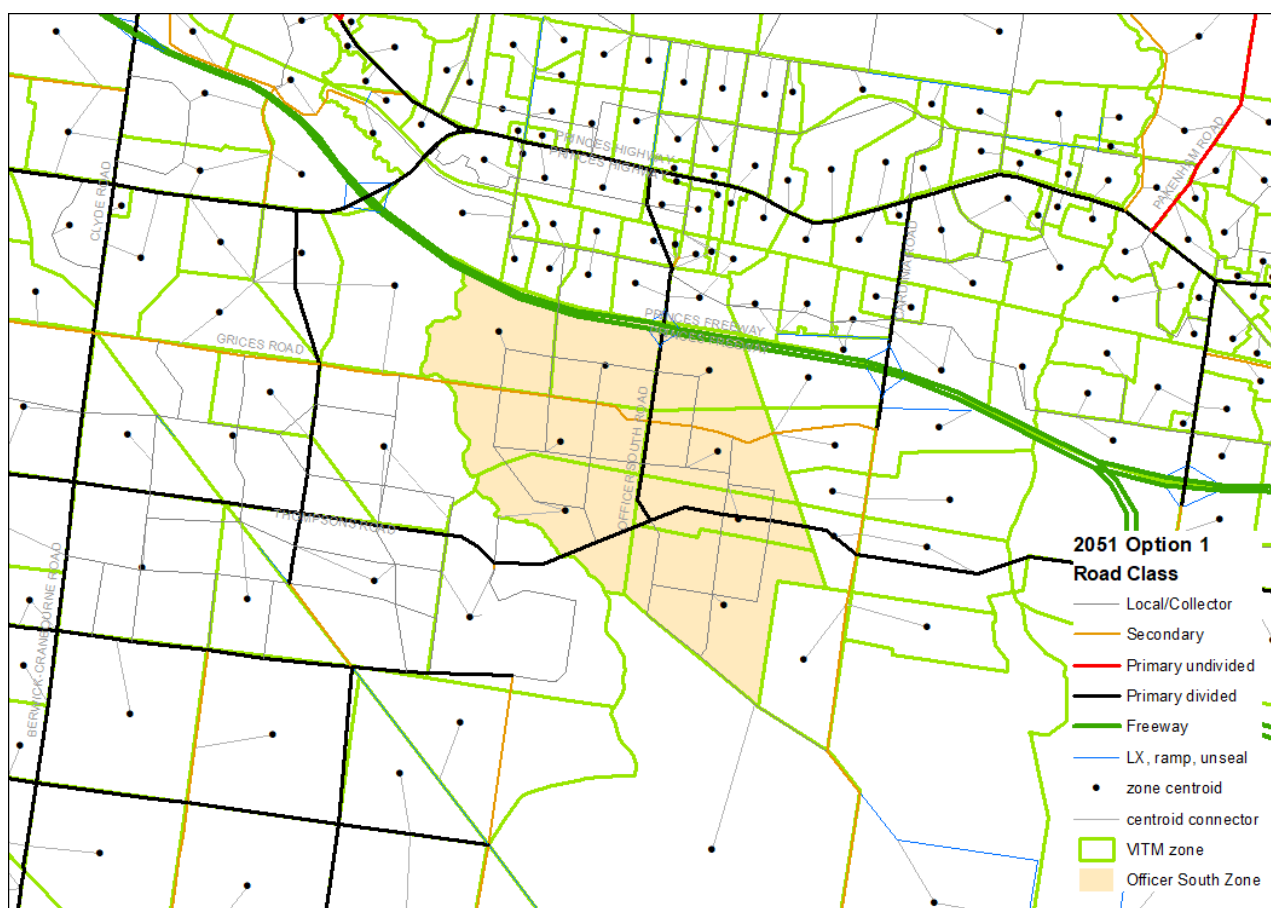 PRINCES HIGHWAY
PRINCES HIGHWAY
PAKENHAM ROAD
CLYDE ROAD
CARDINIA ROAD
PRINCES FREEWAY
PRINCES FREEWAY
GRICES ROAD
OFFICER SOUTH ROAD
THOMPSONS ROAD
BERWICK-CRANBOURNE ROAD
2051 Option 1
Road Class
Local/Collector
Secondary
Primary undivided
Primary divided
Freeway
LX, ramp, unseal
zone centroid
centroid connector
VITM zone
Officer South Zone